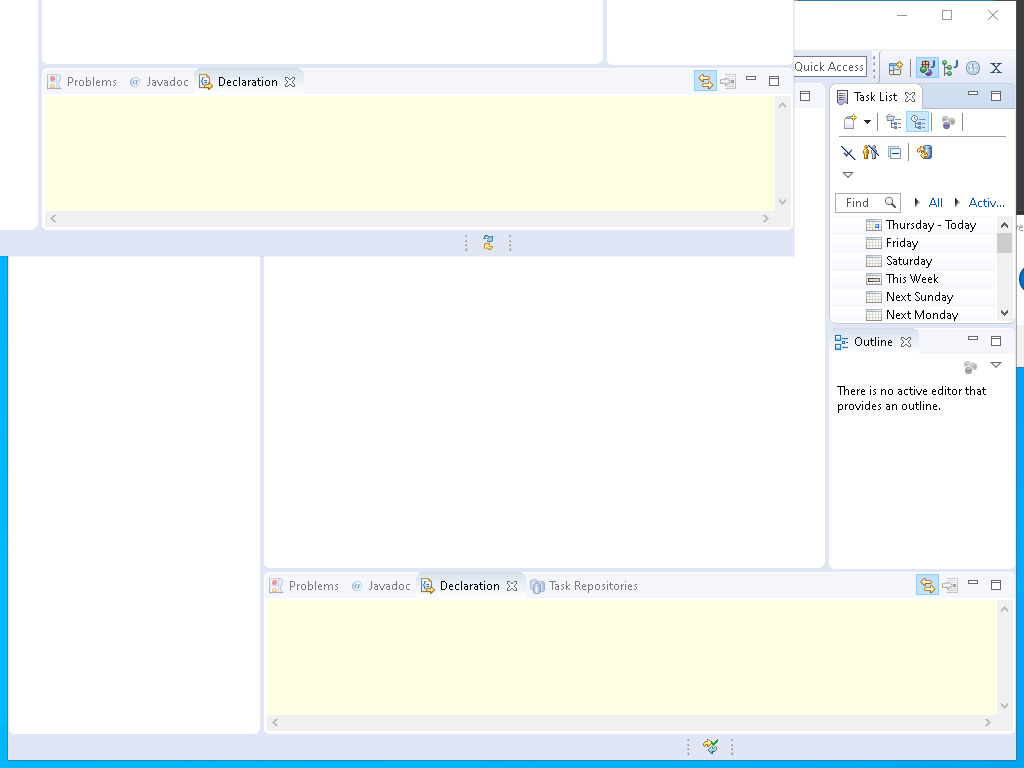 Problems
@ Javadoc
Declaration
Quick Access
Task List
Find
All
Activ...
Thursday - Today
Friday
Saturday
This Week
Next Sunday
Next Monday
Outline
There is no active editor that
provides an outline.
Problems
@ Javadoc
Declaration
Task Repositories